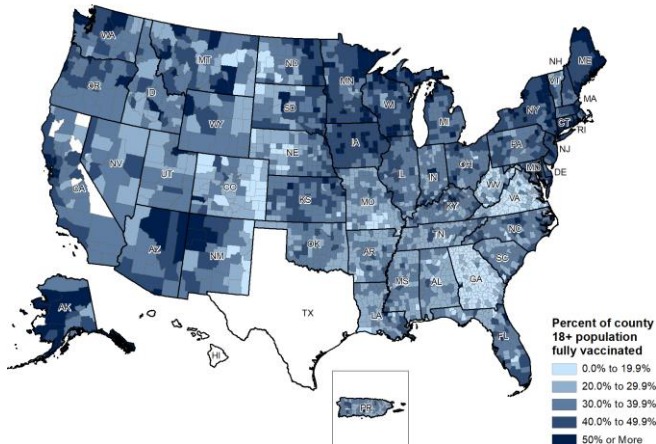 WA
MT
ND
MN
ME
NH
VT
OR
ID
SD
WI
NY
MA
WY
MI
CT
RI
IA
PA
NJ
NV
NE
OH
MD
DE
UT
IL
IN
CA
CO
WV
VA
KS
MO
KY
NC
TN
AZ
NM
OK
AR
SC
MS
AL
GA
AK
TX
LA
FL
HI
PR
Percent of county
18+ population
fully vaccinated
0.0% to 19.9%
20.0% to 29.9%
30.0% to 39.9%
40.0% to 49.9%
50% or More